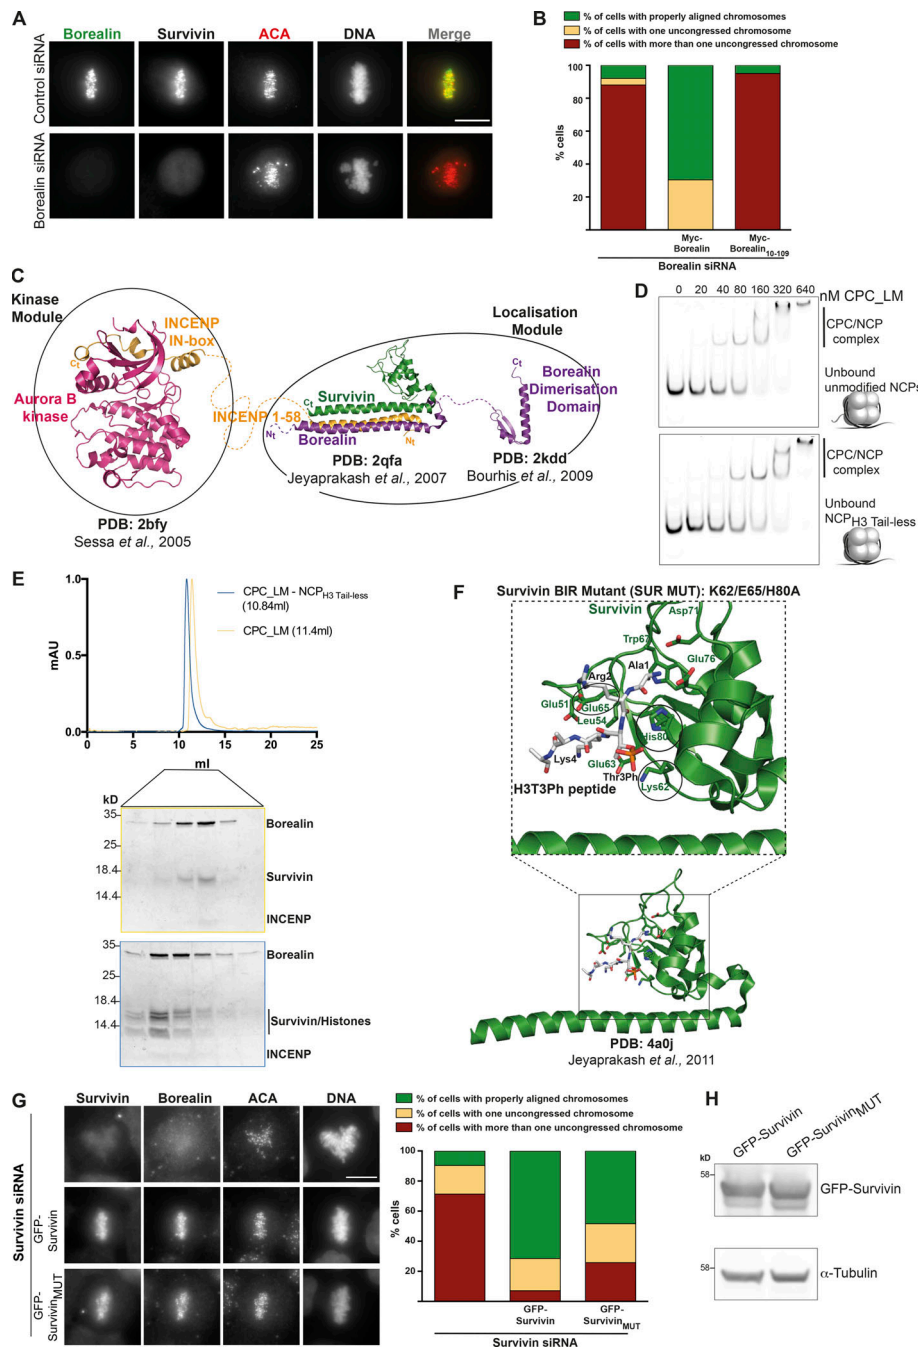 A
Borealin Survivin ACA DNA Merge
Control siRNA
Borealin siRNA
B
% of cells with properly aligned chromosomes
% of cells with one uncongressed chromosome
% of cells with more than one uncongressed chromosome
100
80
60
40
20
% cells
Myc-
Borealin
Myc-
Borealin10-109
Borealin siRNA
C
Kinase
Module
INCENP
IN-box
Ct
Aurora B
kinase
INCENP 1-58
PDB: 2bfy
Sessa et al., 2005
Localisation
Module
Ct
Survivin
Ct
Nt
Borealin
Nt
Borealin
Dimerisation
Domain
PDB: 2qfa
Jeyaprakash et al., 2007
PDB: 2kdd
Bourhis et al., 2009
D
0 20 40 80 160 320 640
nM CPC_LM
CPC/NCP
complex
Unbound
unmodified NCPs
CPC/NCP
complex
Unbound
NCPH3 Tail-less
E
1.0
0.5
0.0
mAU
0 5 10 15 20 25
ml
CPC_LM - NCPH3 Tail-less
(10.84ml)
CPC_LM (11.4ml)
kD
35
25
18.4
14.4
Borealin
Survivin
INCENP
35
25
18.4
14.4
Borealin
Survivin/Histones
INCENP
F
Survivin BIR Mutant (SUR MUT): K62/E65/H80A
Survivin
Asp71
Trp67
Glu76
Ala1
Arg2
Glu51
Glu65
Leu54
His80
Lys4
Glu63
Thr3Ph
Lys62
H3T3Ph peptide
PDB: 4a0j
Jeyaprakash et al., 2011
G
Survivin Borealin ACA DNA
Survivin siRNA
GFP-
Survivin
GFP-
SurvivinMUT
% of cells with properly aligned chromosomes
% of cells with one uncongressed chromosome
% of cells with more than one uncongressed chromosome
100
80
60
40
20
% cells
GFP-
Survivin
GFP-
SurvivinMUT
Survivin siRNA
H
GFP-Survivin
GFP-SurvivinMUT
kD
58
GFP-Survivin
58
α-Tubulin